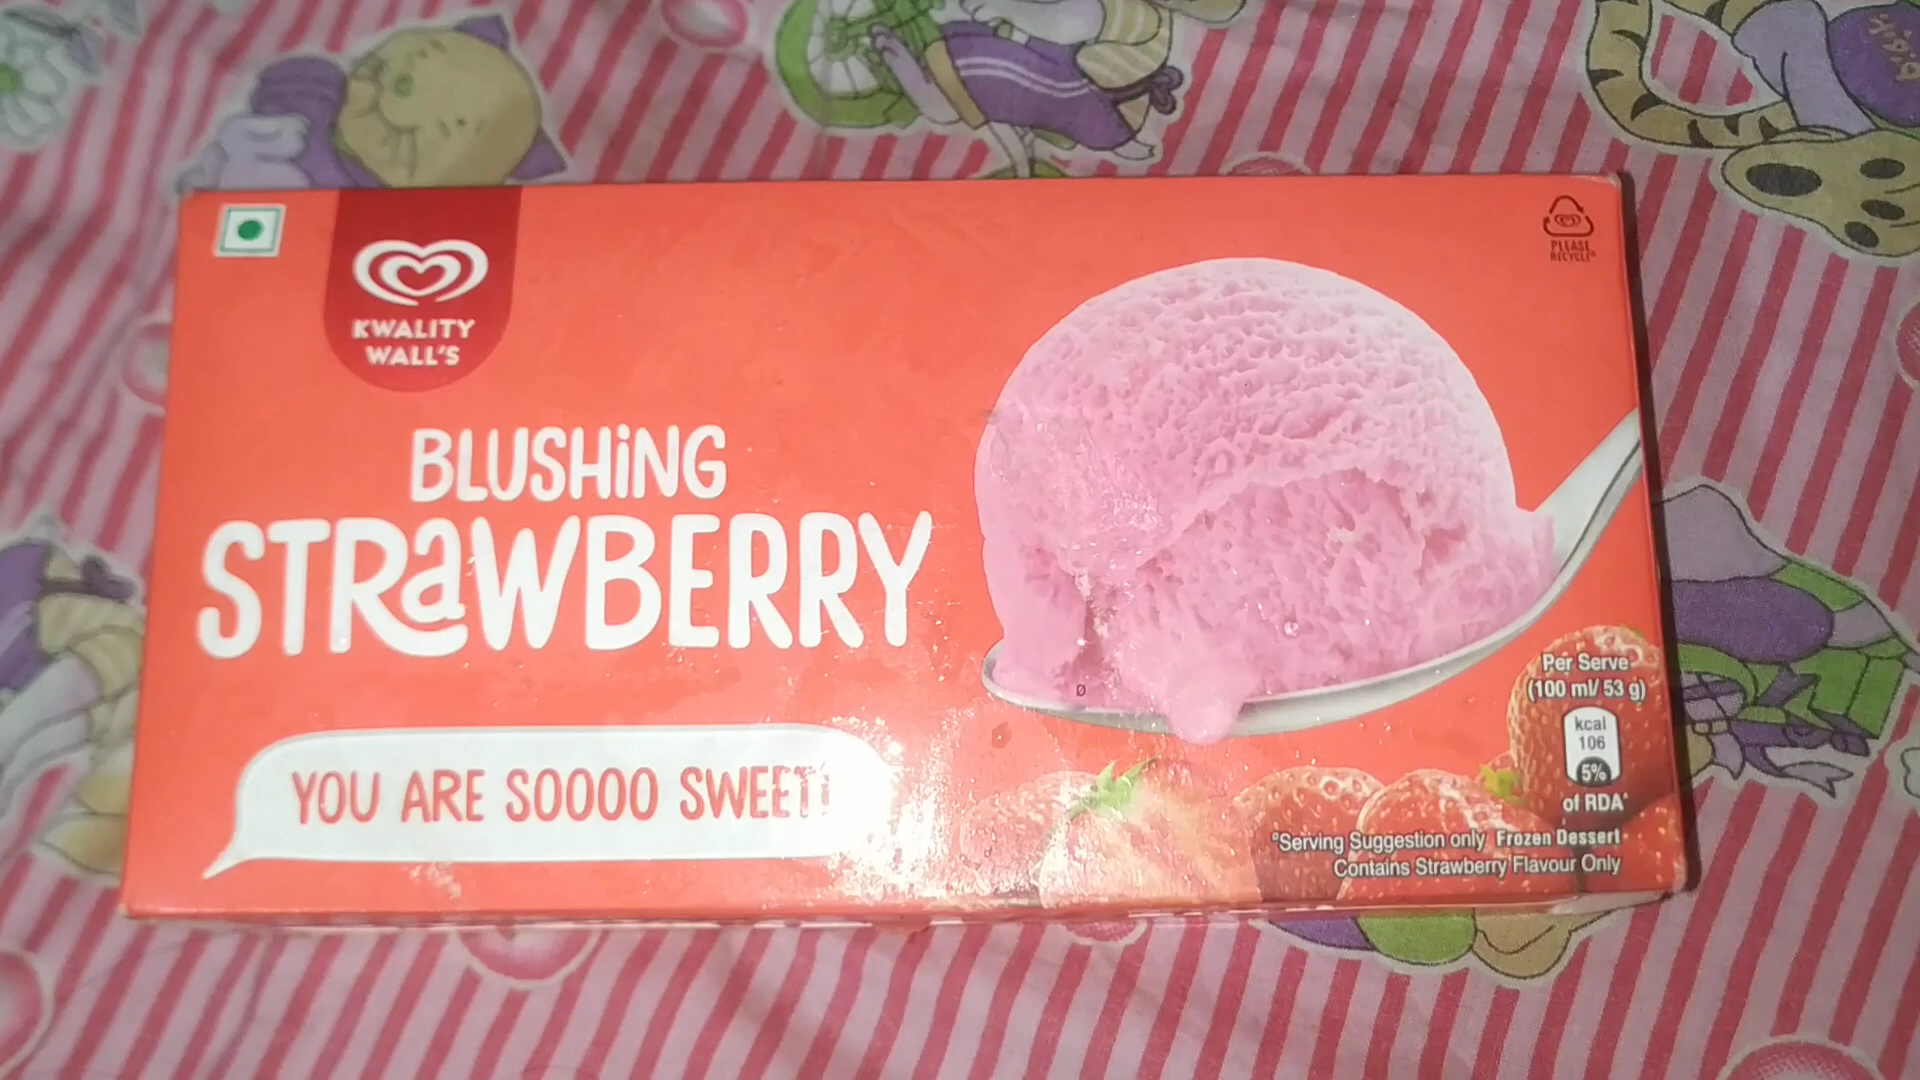 KWALITY
WALL'S
PLEASE
RECYCLE
BLUSHiNG
STRaWBERRY
YOU ARE SOOOO SWEET!
Per Serve
(100 ml/ 53 g)
kcal
106
5%
of RDA*
Ø
°Serving Suggestion only Frozen Dessert
Contains Strawberry Flavour Only